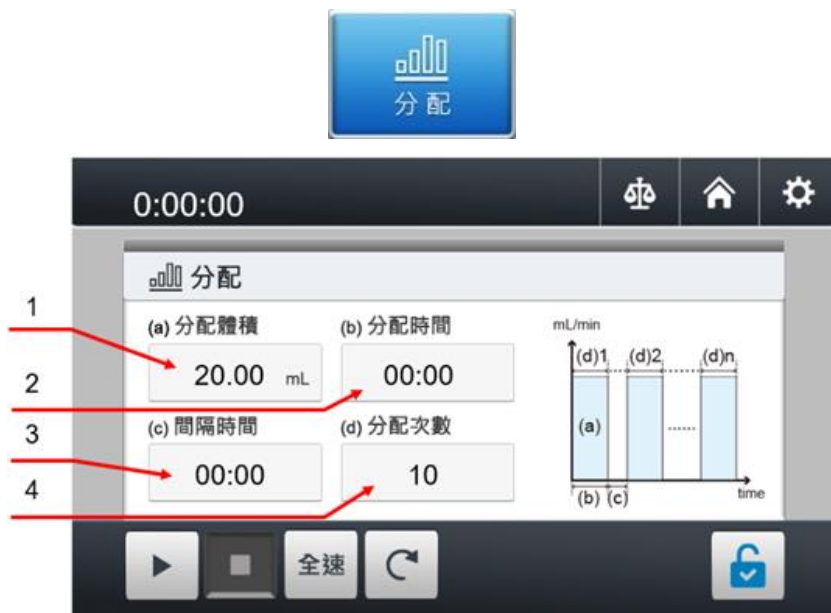 分配
0:00:00
分配
1
(a) 分配體積
(b) 分配時間
mL/min
20.00 mL
00:00
(d)1 (d)2 (d)n
2
3
(c) 間隔時間
(d) 分配次數
(a)
00:00
10
4
(b) (c)
time
全速